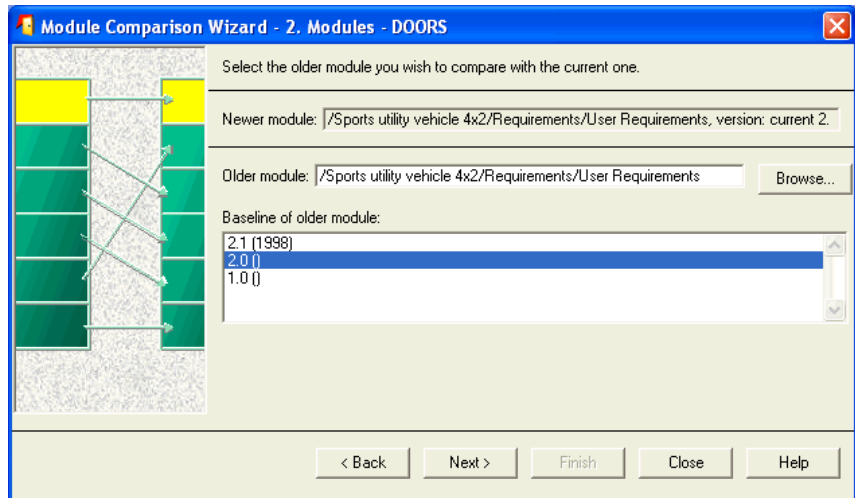 Module Comparison Wizard - 2. Modules - DOORS
Select the older module you wish to compare with the current one.
Newer module: /Sports utility vehicle 4x2/Requirements/User Requirements, version: current 2.
Older module: /Sports utility vehicle 4x2/Requirements/User Requirements Browse...
Baseline of older module:
2.1 (1998)
2.0 ()
1.0 ()
< Back Next > Finish Close Help